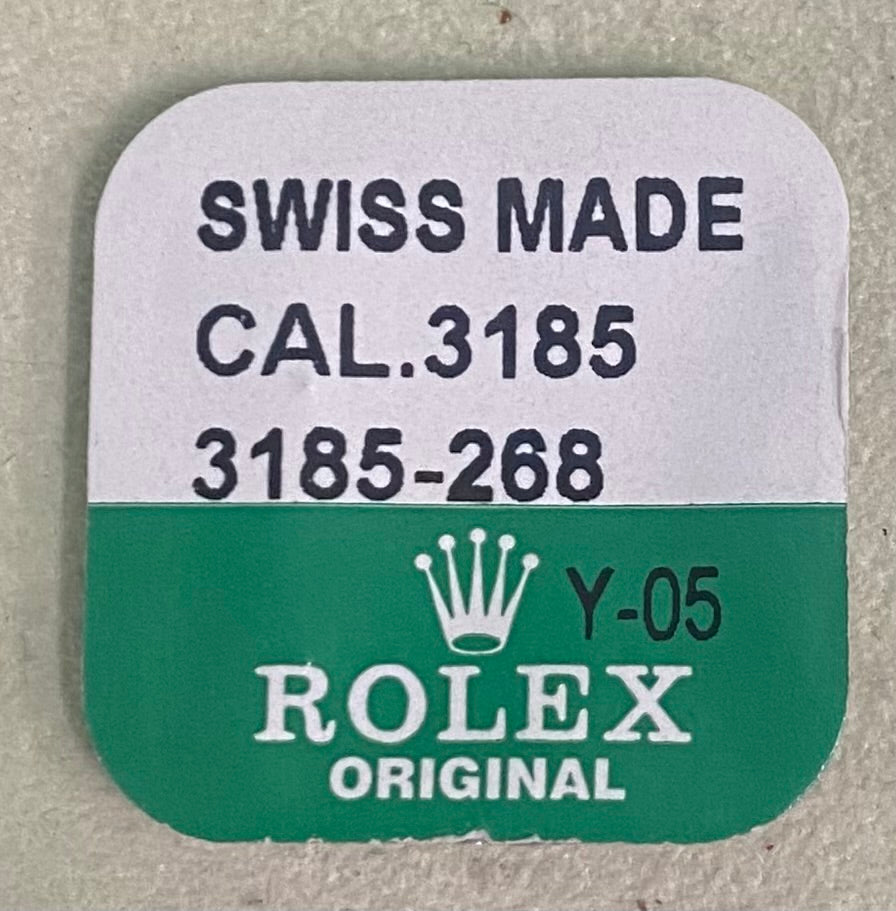 SWISS MADE
CAL.3185
3185-268
Y-05
ROLEX
ORIGINAL